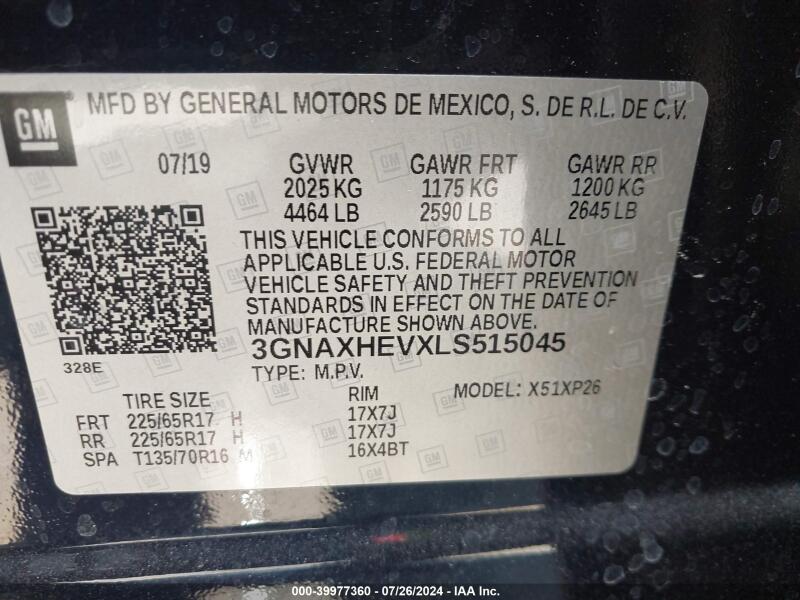 GM
MFD BY GENERAL MOTORS DE MEXICO, S. DE R.L. DE C.V.
07/19 GVWR GAWR FRT GAWR RR
2025 KG 1175 KG 1200 KG
4464 LB 2590 LB 2645 LB
THIS VEHICLE CONFORMS TO ALL
APPLICABLE U.S. FEDERAL MOTOR
VEHICLE SAFETY AND THEFT PREVENTION
STANDARDS IN EFFECT ON THE DATE OF
MANUFACTURE SHOWN ABOVE.
328E
3GNAXHEVXLS515045
TYPE: M.P.V. MODEL: X51XP26
TIRE SIZE RIM
FRT 225/65R17 H 17X7J
RR 225/65R17 H 17X7J
SPA T135/70R16 M 16X4BT
000-39977360 - 07/26/2024 - IAA Inc.